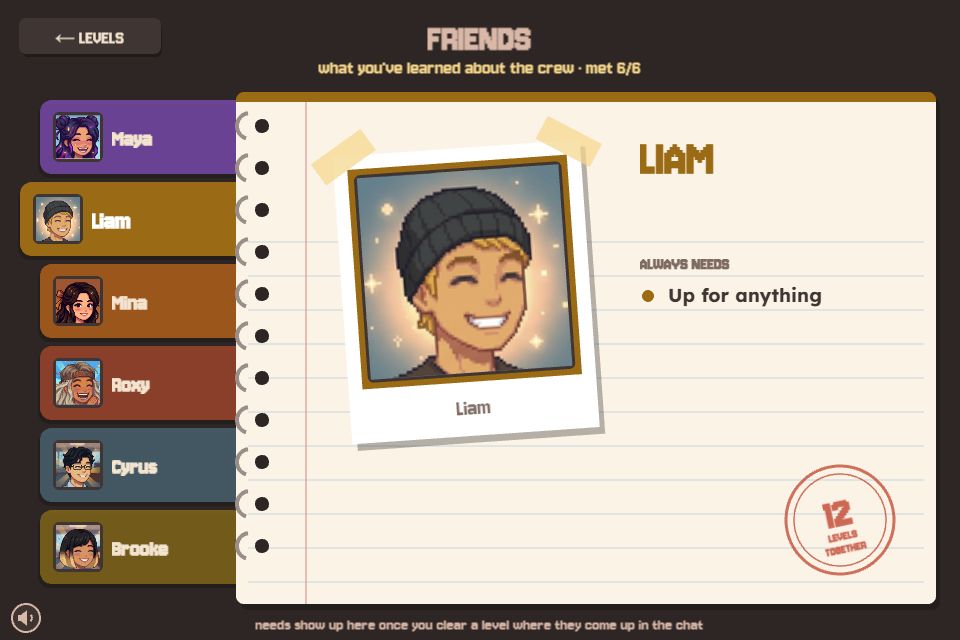 ← LEVELS
FRIENDS
what you've learned about the crew · met 6/6
Maya
Liam
Mina
Roxy
Cyrus
Brooke
Liam
LIAM
ALWAYS NEEDS
Up for anything
12
LEVELS
TOGETHER
needs show up here once you clear a level where they come up in the chat